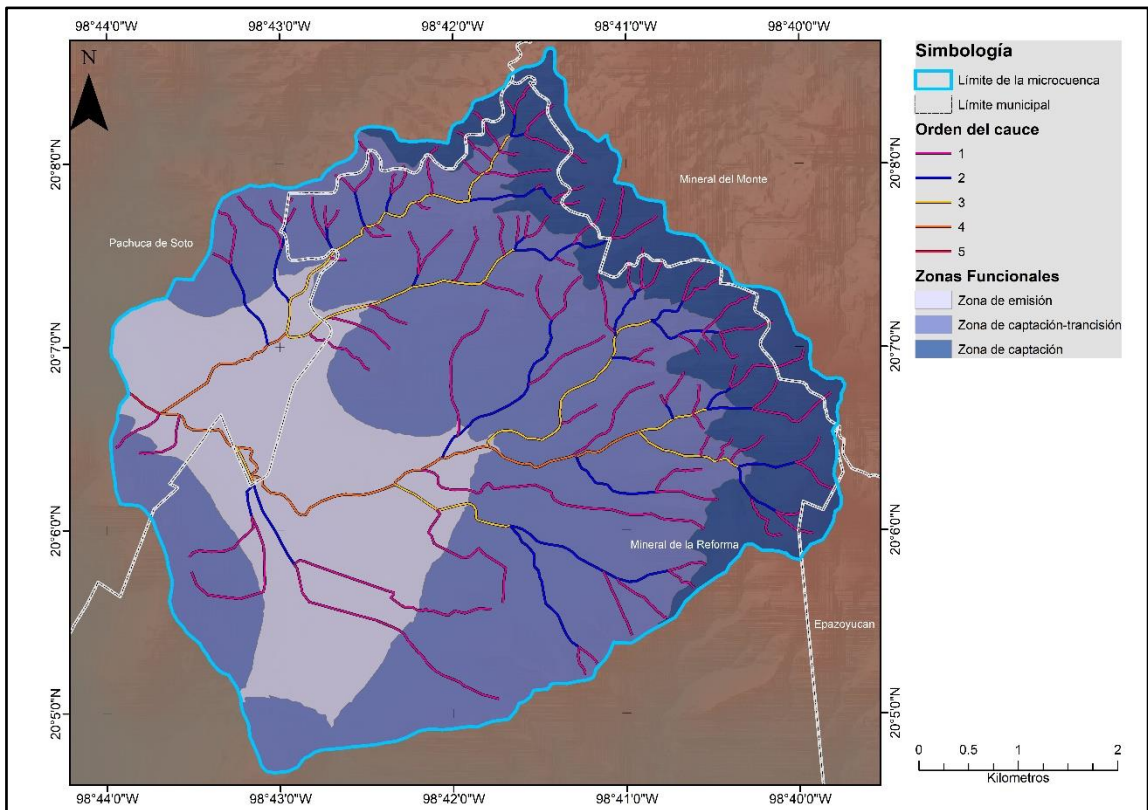 98°44'0"W 98°43'0"W 98°42'0"W 98°41'0"W 98°40'0"W
N
20°8'0"N
20°7'0"N
20°6'0"N
20°5'0"N
Pachuca de Soto
Mineral del Monte
Mineral de la Reforma
Epazoyucan
20°8'0"N
20°7'0"N
20°6'0"N
20°5'0"N
98°44'0"W 98°43'0"W 98°42'0"W 98°41'0"W 98°40'0"W
Simbología
Límite de la microcuenca
Límite municipal
Orden del cauce
1
2
3
4
5
Zonas Funcionales
Zona de emisión
Zona de captación-trancisión
Zona de captación
0 0.5 1 2
Kilometros